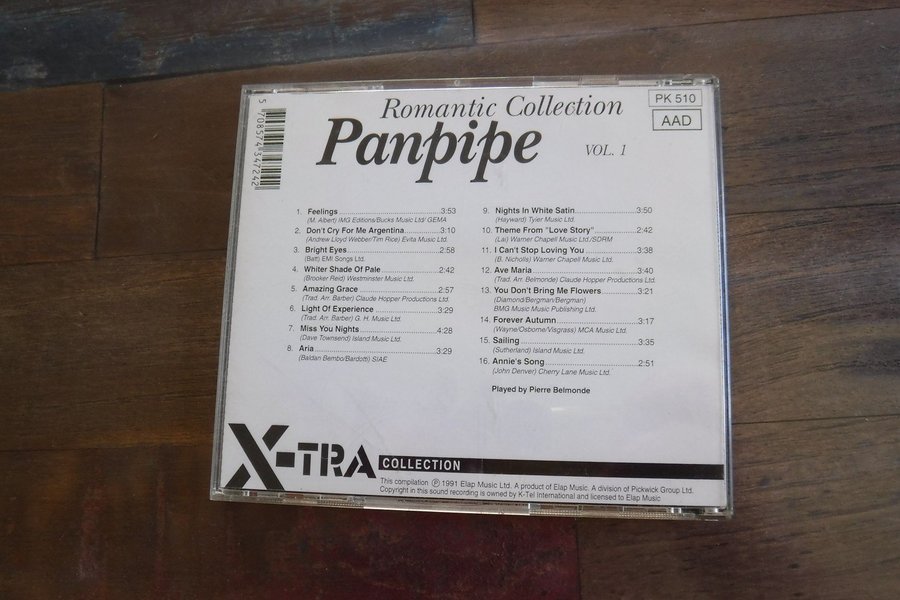 Romantic Collection
Panpipe
VOL. 1
PK 510
AAD
5 708574 347242
1. Feelings 3:53
(M. Albert) IMG Editions/Bucks Music Ltd/ GEMA
2. Don't Cry For Me Argentina 3:10
(Andrew Lloyd Webber/Tim Rice) Evita Music Ltd.
3. Bright Eyes 2:58
(Batt) EMI Songs Ltd.
4. Whiter Shade Of Pale 2:42
(Brooker Reid) Westminster Music Ltd.
5. Amazing Grace 2:57
(Trad. Arr. Barber) Claude Hopper Productions Ltd.
6. Light Of Experience 3:29
(Trad. Arr. Barber) G. H. Music Ltd.
7. Miss You Nights 4:28
(Dave Townsend) Island Music Ltd.
8. Aria 3:29
(Baldan Bembo/Bardotti) SIAE
9. Nights In White Satin 3:50
(Hayward) Tyler Music Ltd.
10. Theme From "Love Story" 2:42
(Lai) Warner Chapell Music Ltd./SDRM
11. I Can't Stop Loving You 3:38
(B. Nicholls) Warner Chapell Music Ltd.
12. Ave Maria 3:40
(Trad. Arr. Belmonde) Claude Hopper Productions Ltd.
13. You Don't Bring Me Flowers 3:21
(Diamond/Bergman/Bergman)
BMG Music Music Publishing Ltd.
14. Forever Autumn 3:17
(Wayne/Osborne/Visgrass) MCA Music Ltd.
15. Sailing 3:35
(Sutherland) Island Music Ltd.
16. Annie's Song 2:51
(John Denver) Cherry Lane Music Ltd.
Played by Pierre Belmonde
X-TRA COLLECTION
This compilation ℗ 1991 Elap Music Ltd. A product of Elap Music. A division of Pickwick Group Ltd.
Copyright in this sound recording is owned by K-Tel International and licensed to Elap Music